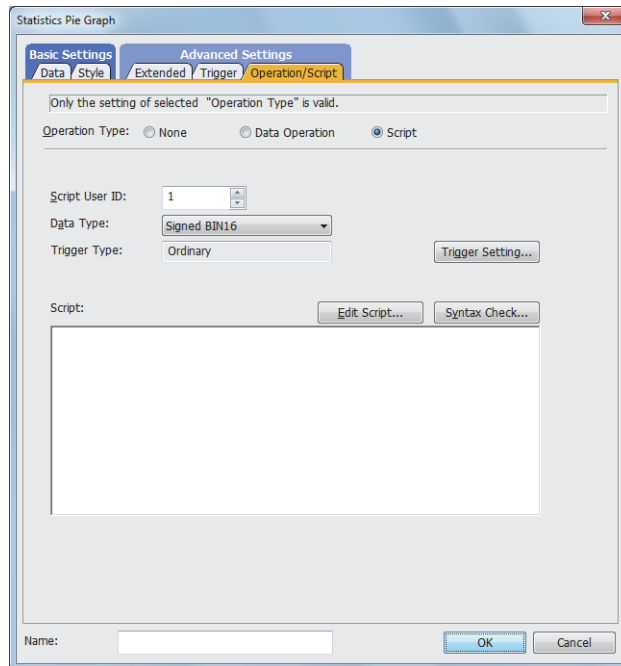 Statistics Pie Graph
Basic Settings Advanced Settings
Data Style Extended Trigger Operation/Script
Only the setting of selected "Operation Type" is valid.
Operation Type: None Data Operation Script
Script User ID: 1
Data Type: Signed BIN16
Trigger Type: Ordinary Trigger Setting...
Script: Edit Script... Syntax Check...
Name: OK Cancel